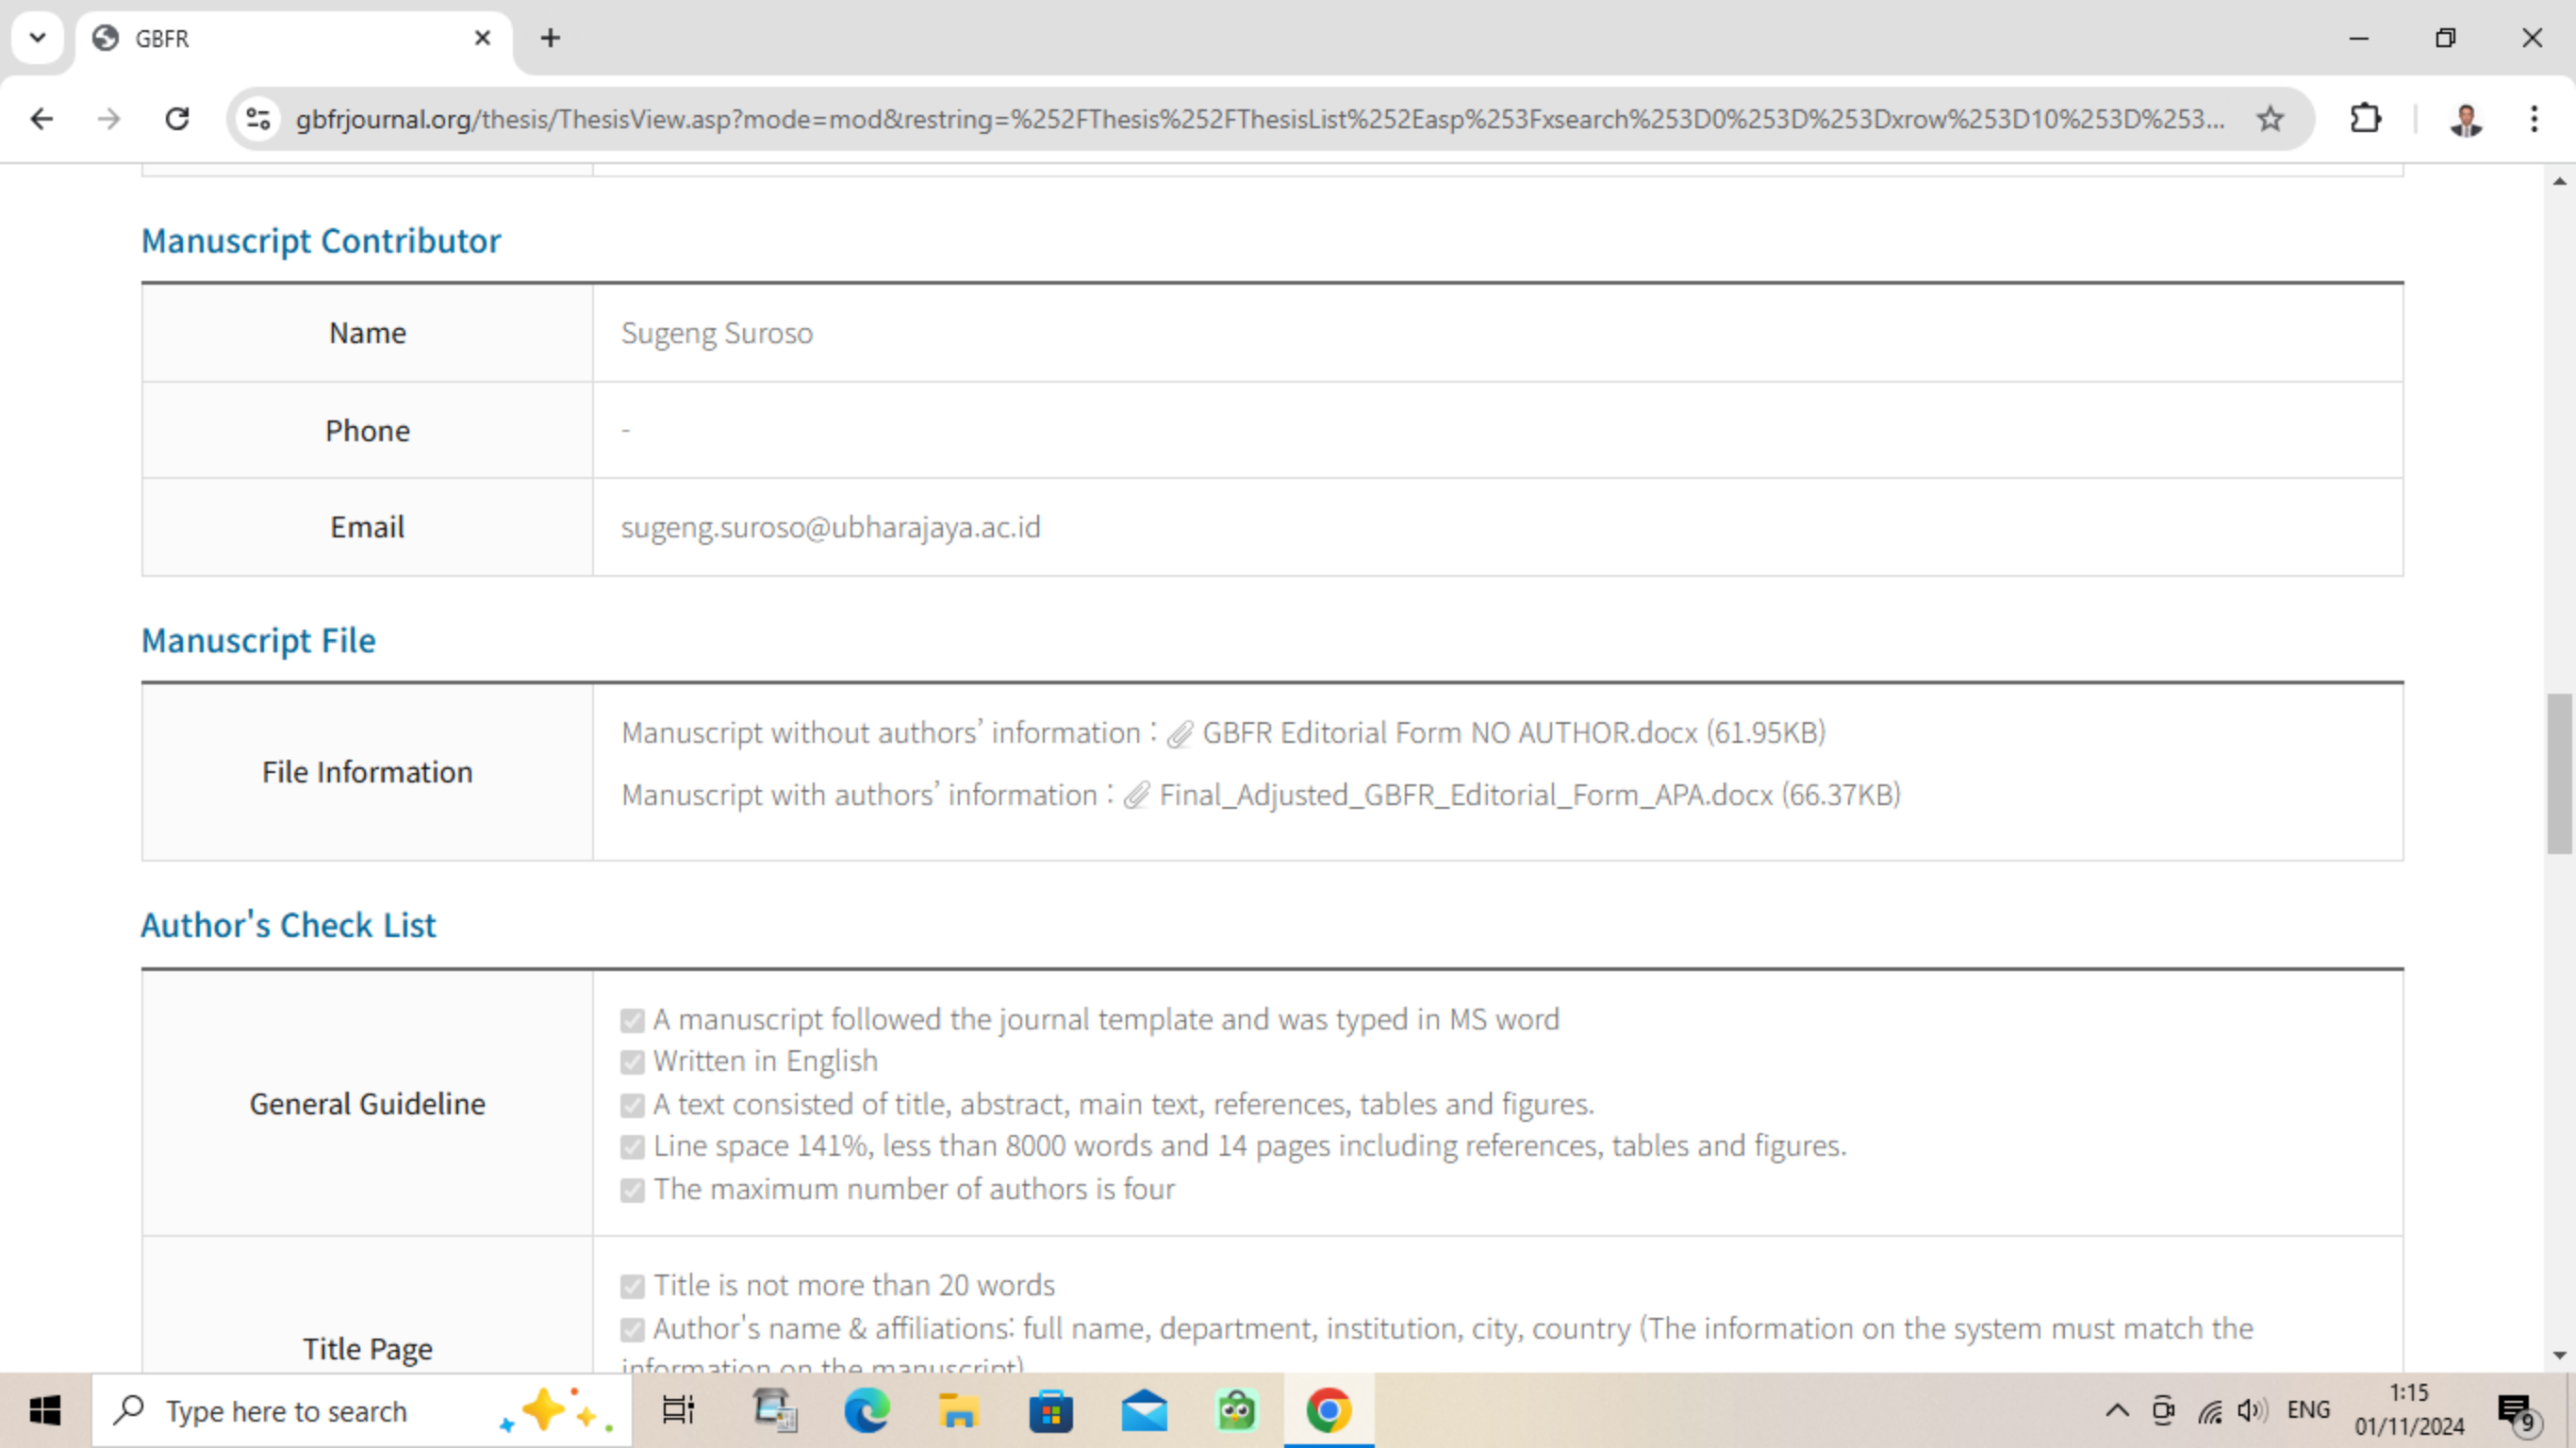 GBFR
gbfrjournal.org/thesis/ThesisView.asp?mode=mod&restring=%252FThesis%252FThesisList%252Easp%253Fxsearch%253D0%253D%253Dxrow%253D10%253D%253...
Manuscript Contributor
Name
Sugeng Suroso
Phone
-
Email
sugeng.suroso@ubharajaya.ac.id
Manuscript File
File Information
Manuscript without authors’ information : GBFR Editorial Form NO AUTHOR.docx (61.95KB)
Manuscript with authors’ information : Final_Adjusted_GBFR_Editorial_Form_APA.docx (66.37KB)
Author's Check List
General Guideline
A manuscript followed the journal template and was typed in MS word
Written in English
A text consisted of title, abstract, main text, references, tables and figures.
Line space 141%, less than 8000 words and 14 pages including references, tables and figures.
The maximum number of authors is four
Title Page
Title is not more than 20 words
Author's name & affiliations: full name, department, institution, city, country (The information on the system must match the
information on the manuscript)
Type here to search
ENG
1:15
01/11/2024
9